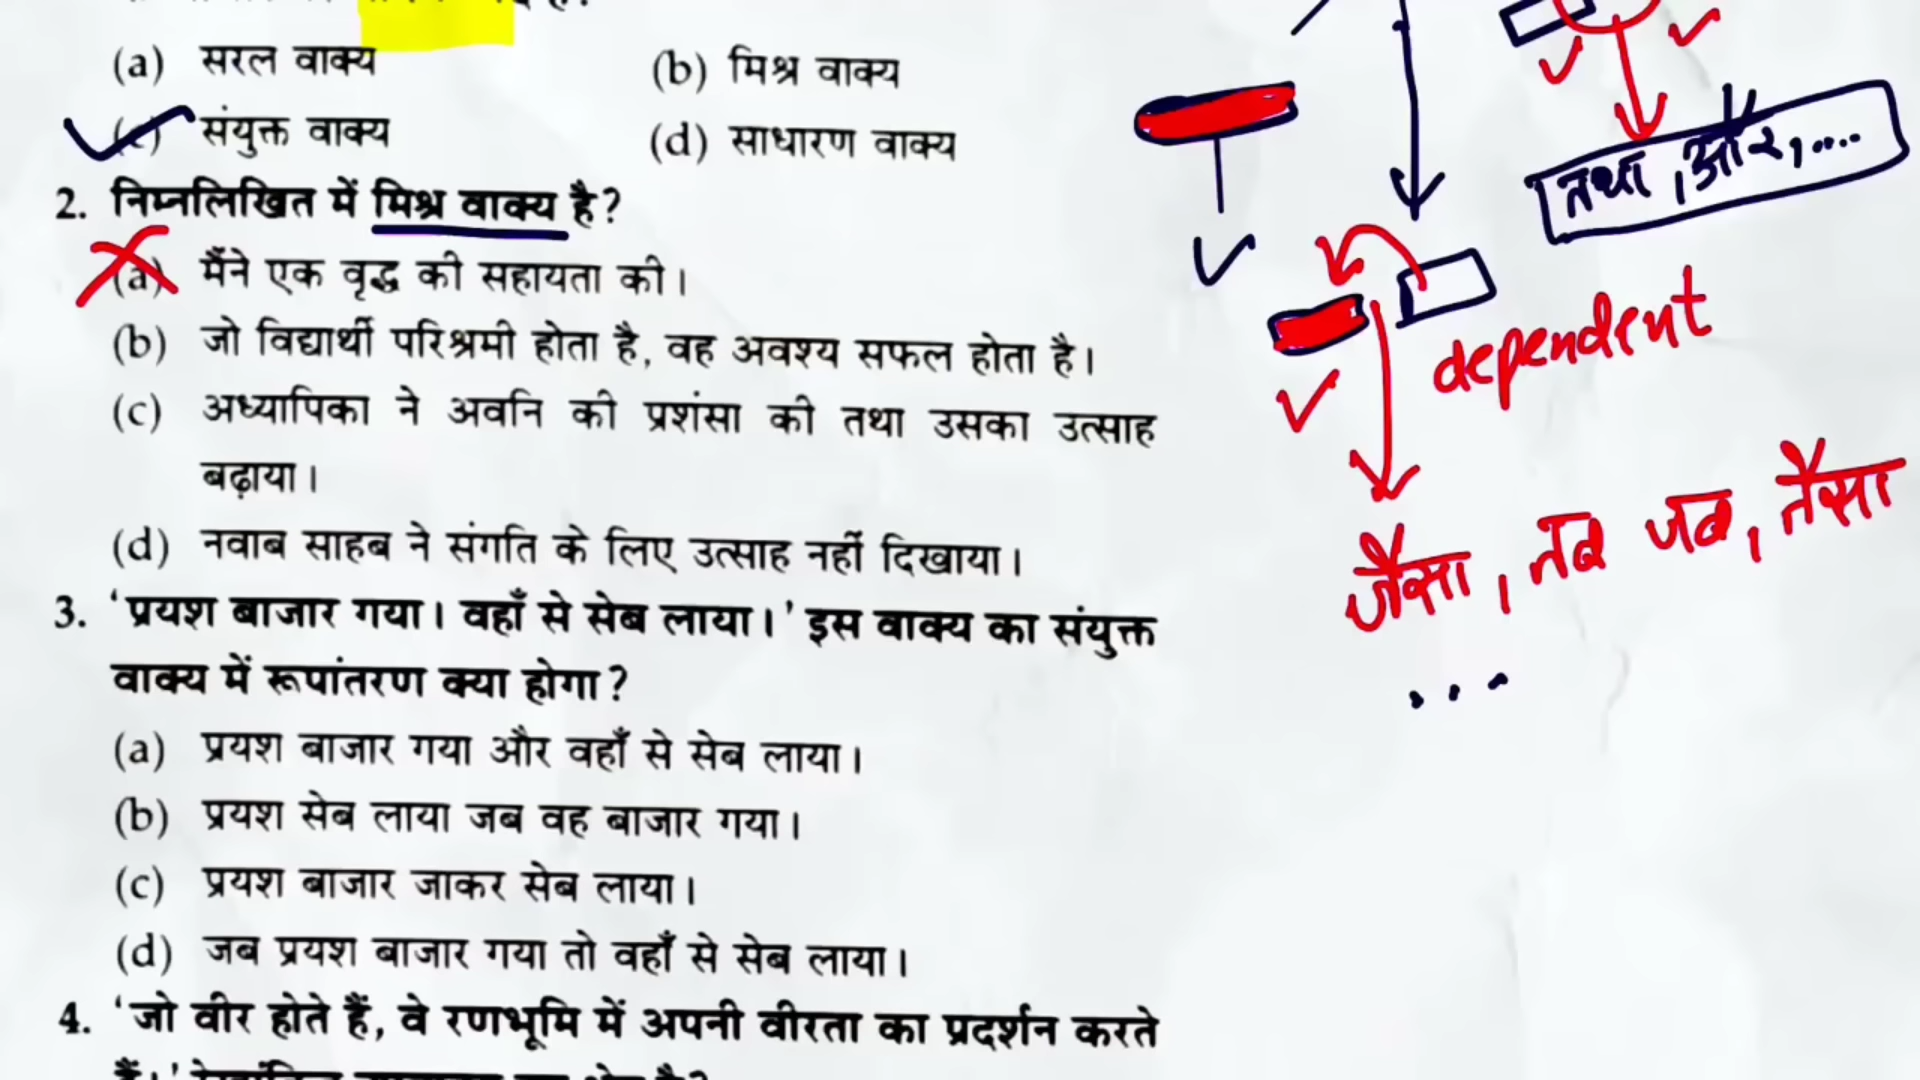 (a) सरल वाक्य
(b) मिश्र वाक्य
(c) संयुक्त वाक्य
(d) साधारण वाक्य
2. निम्नलिखित में मिश्र वाक्य है?
(a) मैंने एक वृद्ध की सहायता की।
(b) जो विद्यार्थी परिश्रमी होता है, वह अवश्य सफल होता है।
(c) अध्यापिका ने अवनि की प्रशंसा की तथा उसका उत्साह
बढ़ाया।
(d) नवाब साहब ने संगति के लिए उत्साह नहीं दिखाया।
3. 'प्रयश बाजार गया। वहाँ से सेब लाया।' इस वाक्य का संयुक्त
वाक्य में रूपांतरण क्या होगा?
(a) प्रयश बाजार गया और वहाँ से सेब लाया।
(b) प्रयश सेब लाया जब वह बाजार गया।
(c) प्रयश बाजार जाकर सेब लाया।
(d) जब प्रयश बाजार गया तो वहाँ से सेब लाया।
4. 'जो वीर होते हैं, वे रणभूमि में अपनी वीरता का प्रदर्शन करते
तथा, और, ....
dependent
जैसा, तब जब, तैसा
...